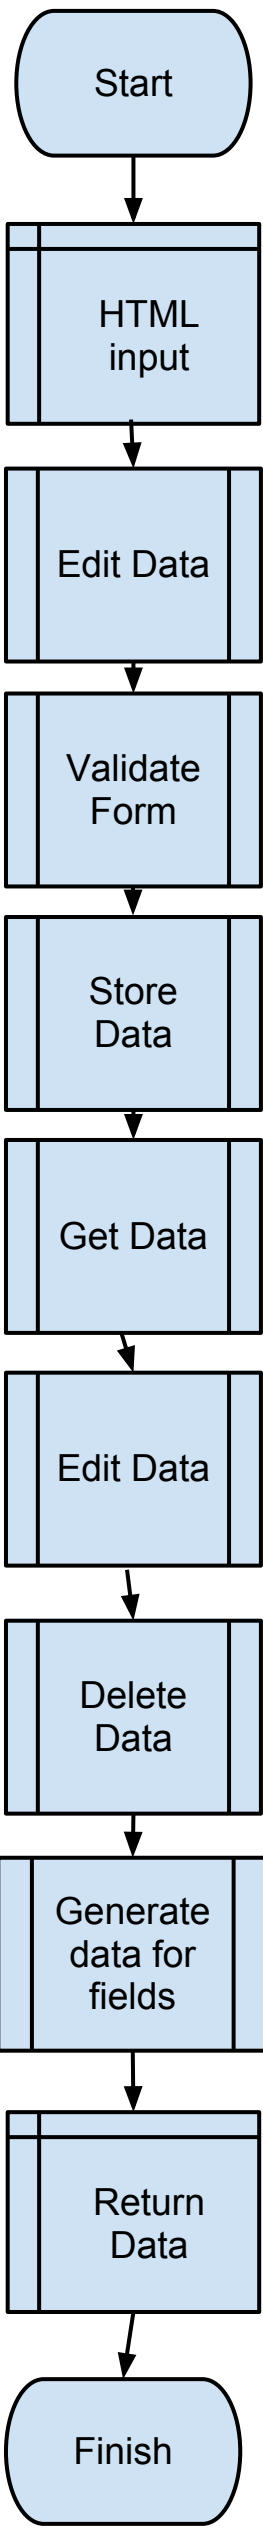 Start
HTML
input
Edit Data
Validate
Form
Store
Data
Get Data
Edit Data
Delete
Data
Generate
data for
fields
Return
Data
Finish